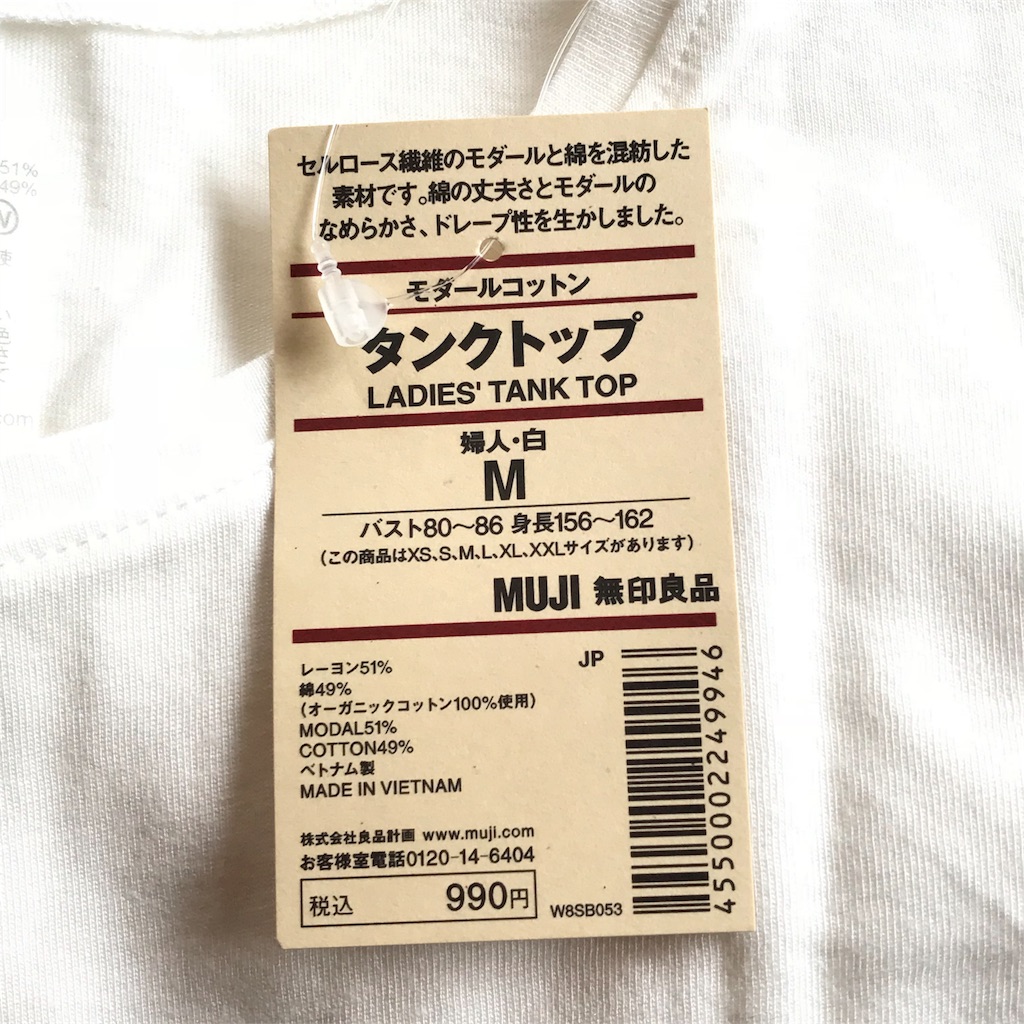 51%
49%
W
セルロース繊維のモダールと綿を混紡した
素材です。綿の丈夫さとモダールの
なめらかさ、ドレープ性を生かしました。
モダールコットン
タンクトップ
LADIES' TANK TOP
婦人・白
M
バスト80〜86 身長156〜162
(この商品はXS、S、M、L、XL、XXLサイズがあります)
MUJI 無印良品
レーヨン51%
綿49%
(オーガニックコットン100%使用)
MODAL51%
COTTON49%
ベトナム製
MADE IN VIETNAM
株式会社良品計画 www.muji.com
お客様室電話0120-14-6404
税込 990円
JP
W8SB053
4550002249946